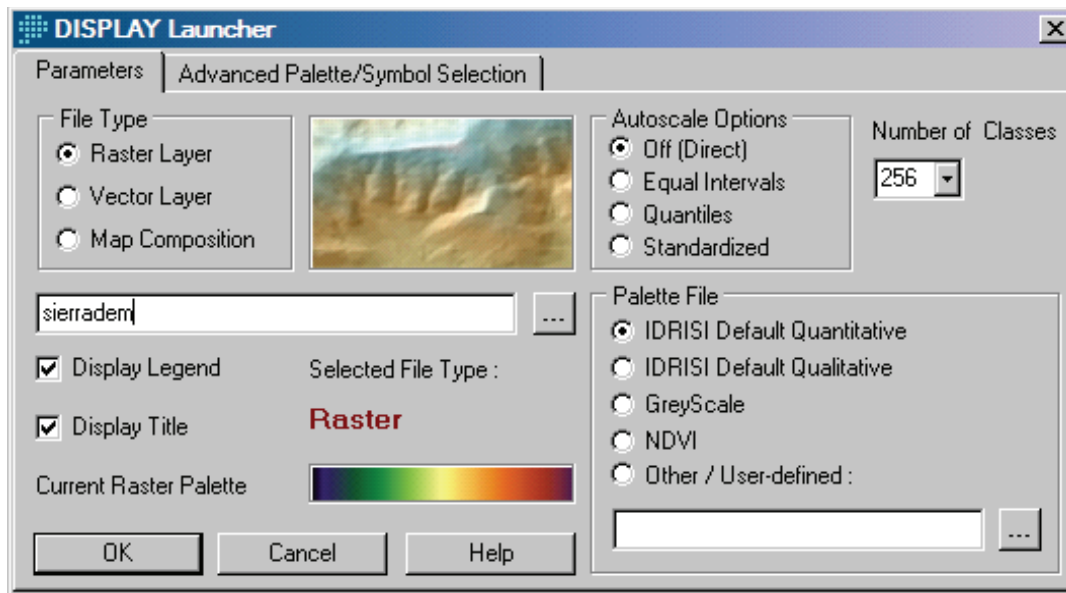 DISPLAY Launcher
Parameters
Advanced Palette/Symbol Selection
File Type
Raster Layer
Vector Layer
Map Composition
Autoscale Options
Off (Direct)
Equal Intervals
Quantiles
Standardized
Number of Classes
256
sierradem
...
Display Legend
Display Title
Selected File Type :
Raster
Current Raster Palette
Palette File
IDRISI Default Quantitative
IDRISI Default Qualitative
GreyScale
NDVI
Other / User-defined :
...
OK
Cancel
Help